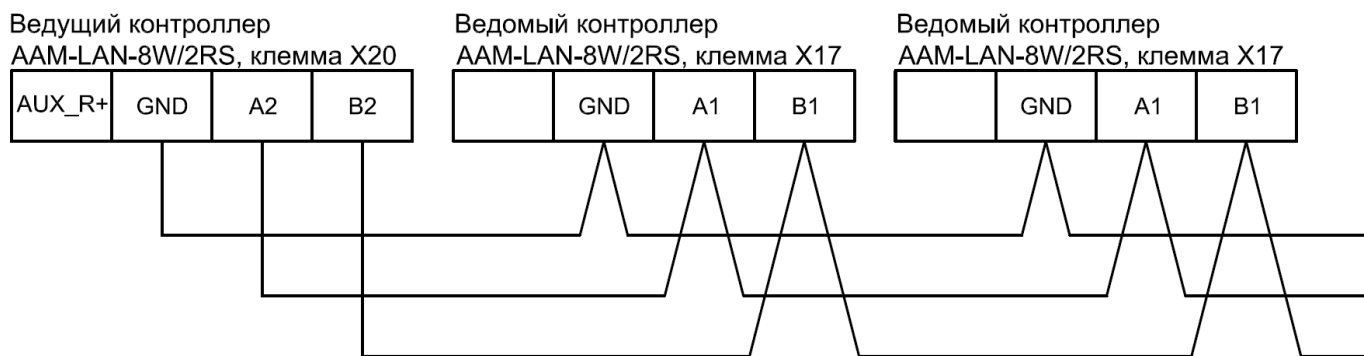 Ведущий контроллер
AAM-LAN-8W/2RS, клемма X20
AUX_R+ GND A2 B2
Ведомый контроллер
AAM-LAN-8W/2RS, клемма X17
GND A1 B1
Ведомый контроллер
AAM-LAN-8W/2RS, клемма X17
GND A1 B1